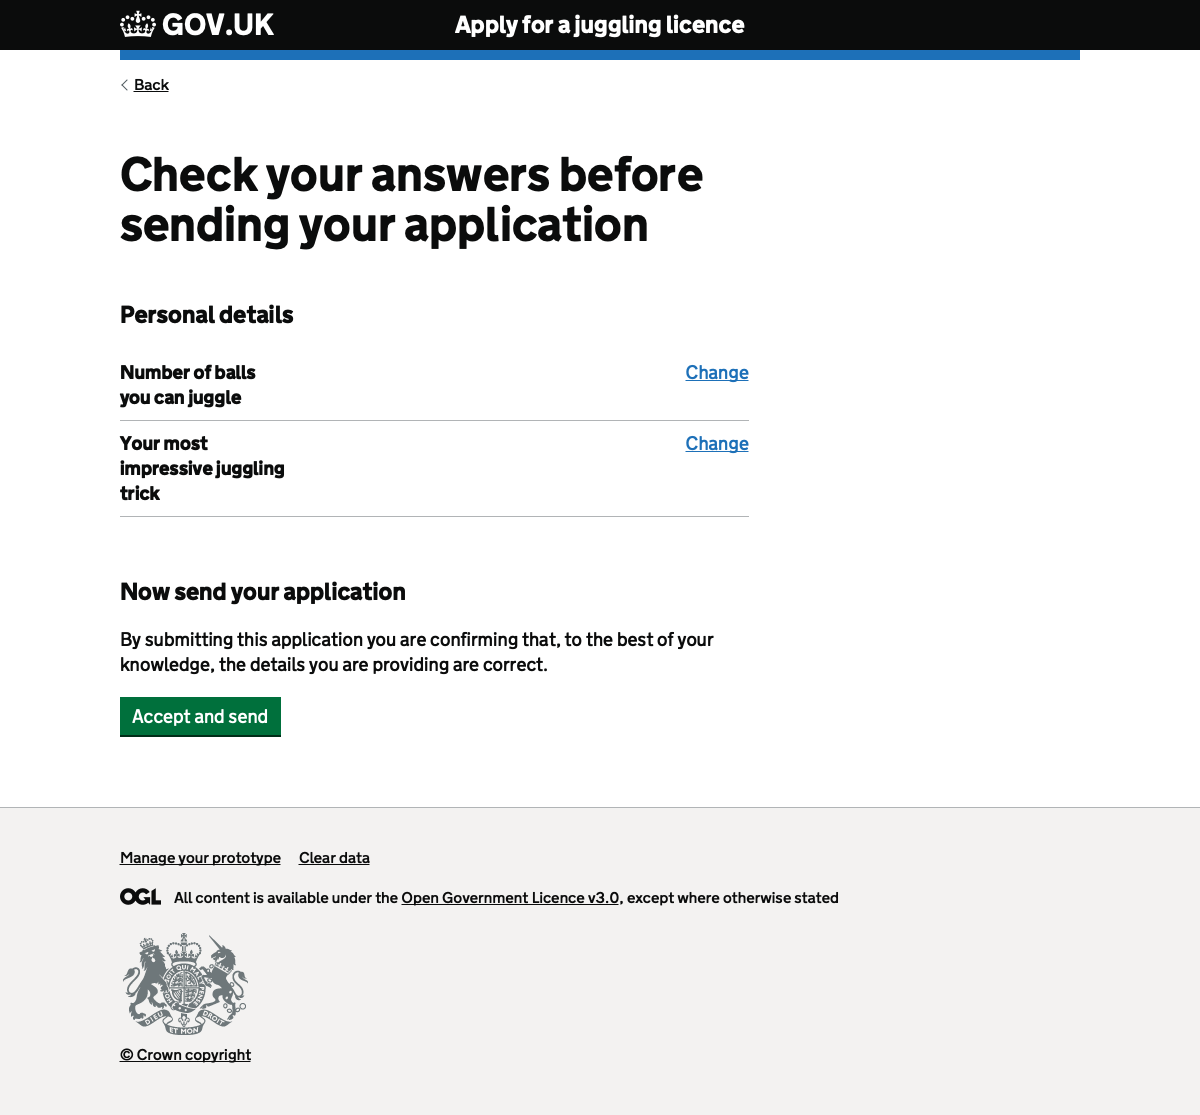 GOV.UK
Apply for a juggling licence
Back
Check your answers before
sending your application
Personal details
Number of balls
you can juggle
Change
Your most
impressive juggling
trick
Change
Now send your application
By submitting this application you are confirming that, to the best of your
knowledge, the details you are providing are correct.
Accept and send
Manage your prototype
Clear data
OGL
All content is available under the Open Government Licence v3.0, except where otherwise stated
DIEU
ET MON
DROIT
© Crown copyright